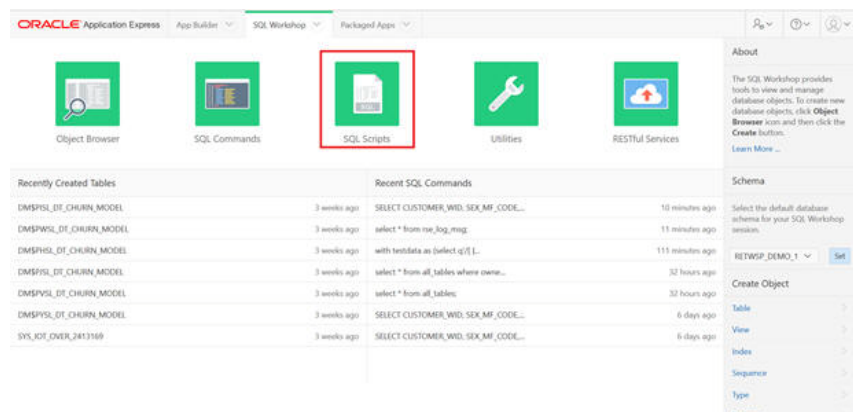 ORACLE Application Express App Builder SQL Workshop Packaged Apps
SQL
Object Browser SQL Commands SQL Scripts Utilities RESTful Services
Recently Created Tables
DM$PISL_DT_CHURN_MODEL 3 weeks ago
DM$PWSL_DT_CHURN_MODEL 3 weeks ago
DM$PHSL_DT_CHURN_MODEL 3 weeks ago
3 weeks ago
DM$PVSL_DT_CHURN_MODEL 3 weeks ago
DM$PYSL_DT_CHURN_MODEL 3 weeks ago
SYS_IOT_OVER_2413169 3 weeks ago
Recent SQL Commands
SELECT CUSTOMER_WID, SEX_MF_CODE,... 10 minutes ago
select * from rse_log_msg; 11 minutes ago
with testdata as (select 111 minutes ago
select * from all_tables where owne... 32 hours ago
select * from all_tables; 32 hours ago
SELECT CUSTOMER_WID, SEX_MF_CODE,... 6 days ago
SELECT CUSTOMER_WID, SEX_MF_CODE,... 6 days ago
About
The SQL Workshop provides
tools to view and manage
database objects. To create new
database objects, click Object
Browser icon and then click the
Create button.
Learn More ...
Schema
Select the default database
schema for your SQL Workshop
session.
RETWSP_DEMO_1 Set
Create Object
Table
View
Index
Sequence
Type